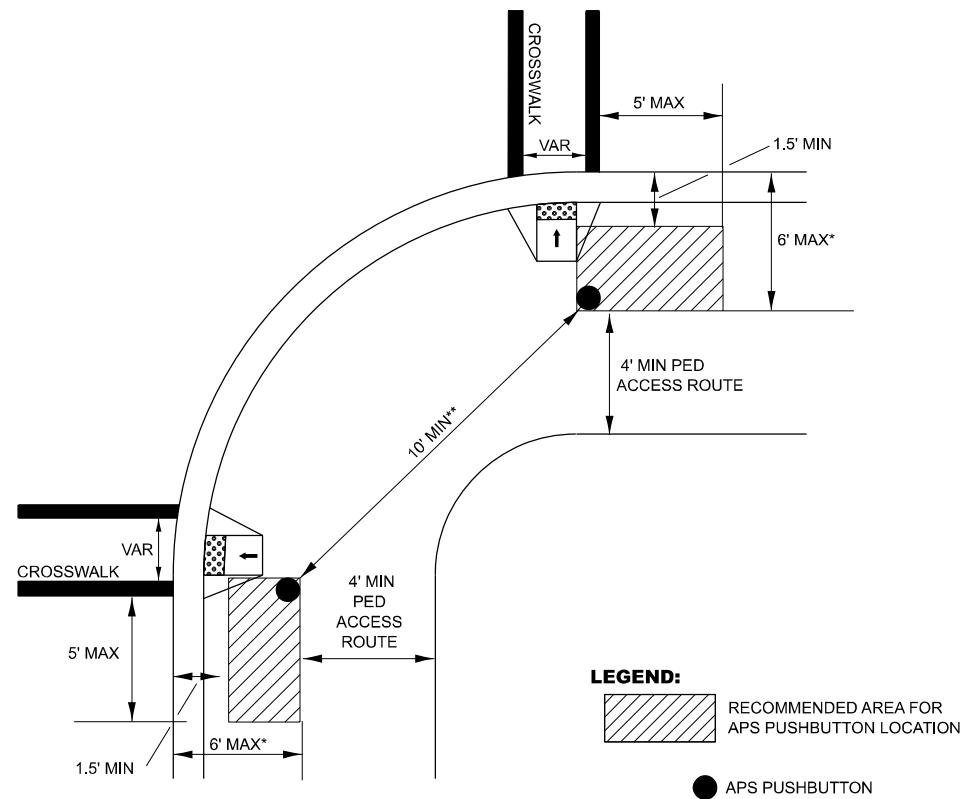 CROSSWALK
5' MAX
1.5' MIN
VAR
6' MAX*
4' MIN PED
ACCESS ROUTE
10' MIN**
VAR
CROSSWALK
4' MIN
PED
ACCESS
ROUTE
5' MAX
6' MAX*
1.5' MIN
LEGEND:
RECOMMENDED AREA FOR
APS PUSHBUTTON LOCATION
APS PUSHBUTTON